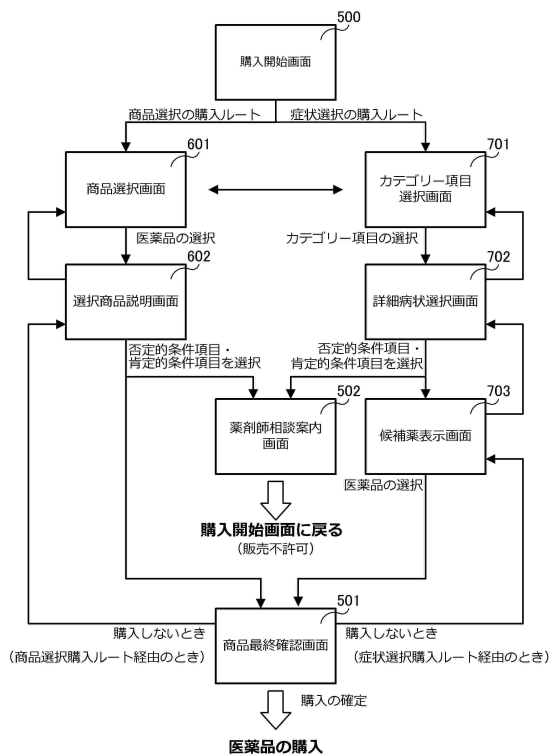 500
購入開始画面
商品選択の購入ルート
症状選択の購入ルート
601
商品選択画面
701
カテゴリー項目
選択画面
医薬品の選択
カテゴリー項目の選択
602
選択商品説明画面
702
詳細病状選択画面
否定的条件項目・
肯定的条件項目を選択
否定的条件項目・
肯定的条件項目を選択
502
薬剤師相談案内
画面
703
候補薬表示画面
医薬品の選択
購入開始画面に戻る
（販売不許可）
501
商品最終確認画面
購入しないとき
（商品選択購入ルート経由のとき）
購入しないとき
（症状選択購入ルート経由のとき）
購入の確定
医薬品の購入